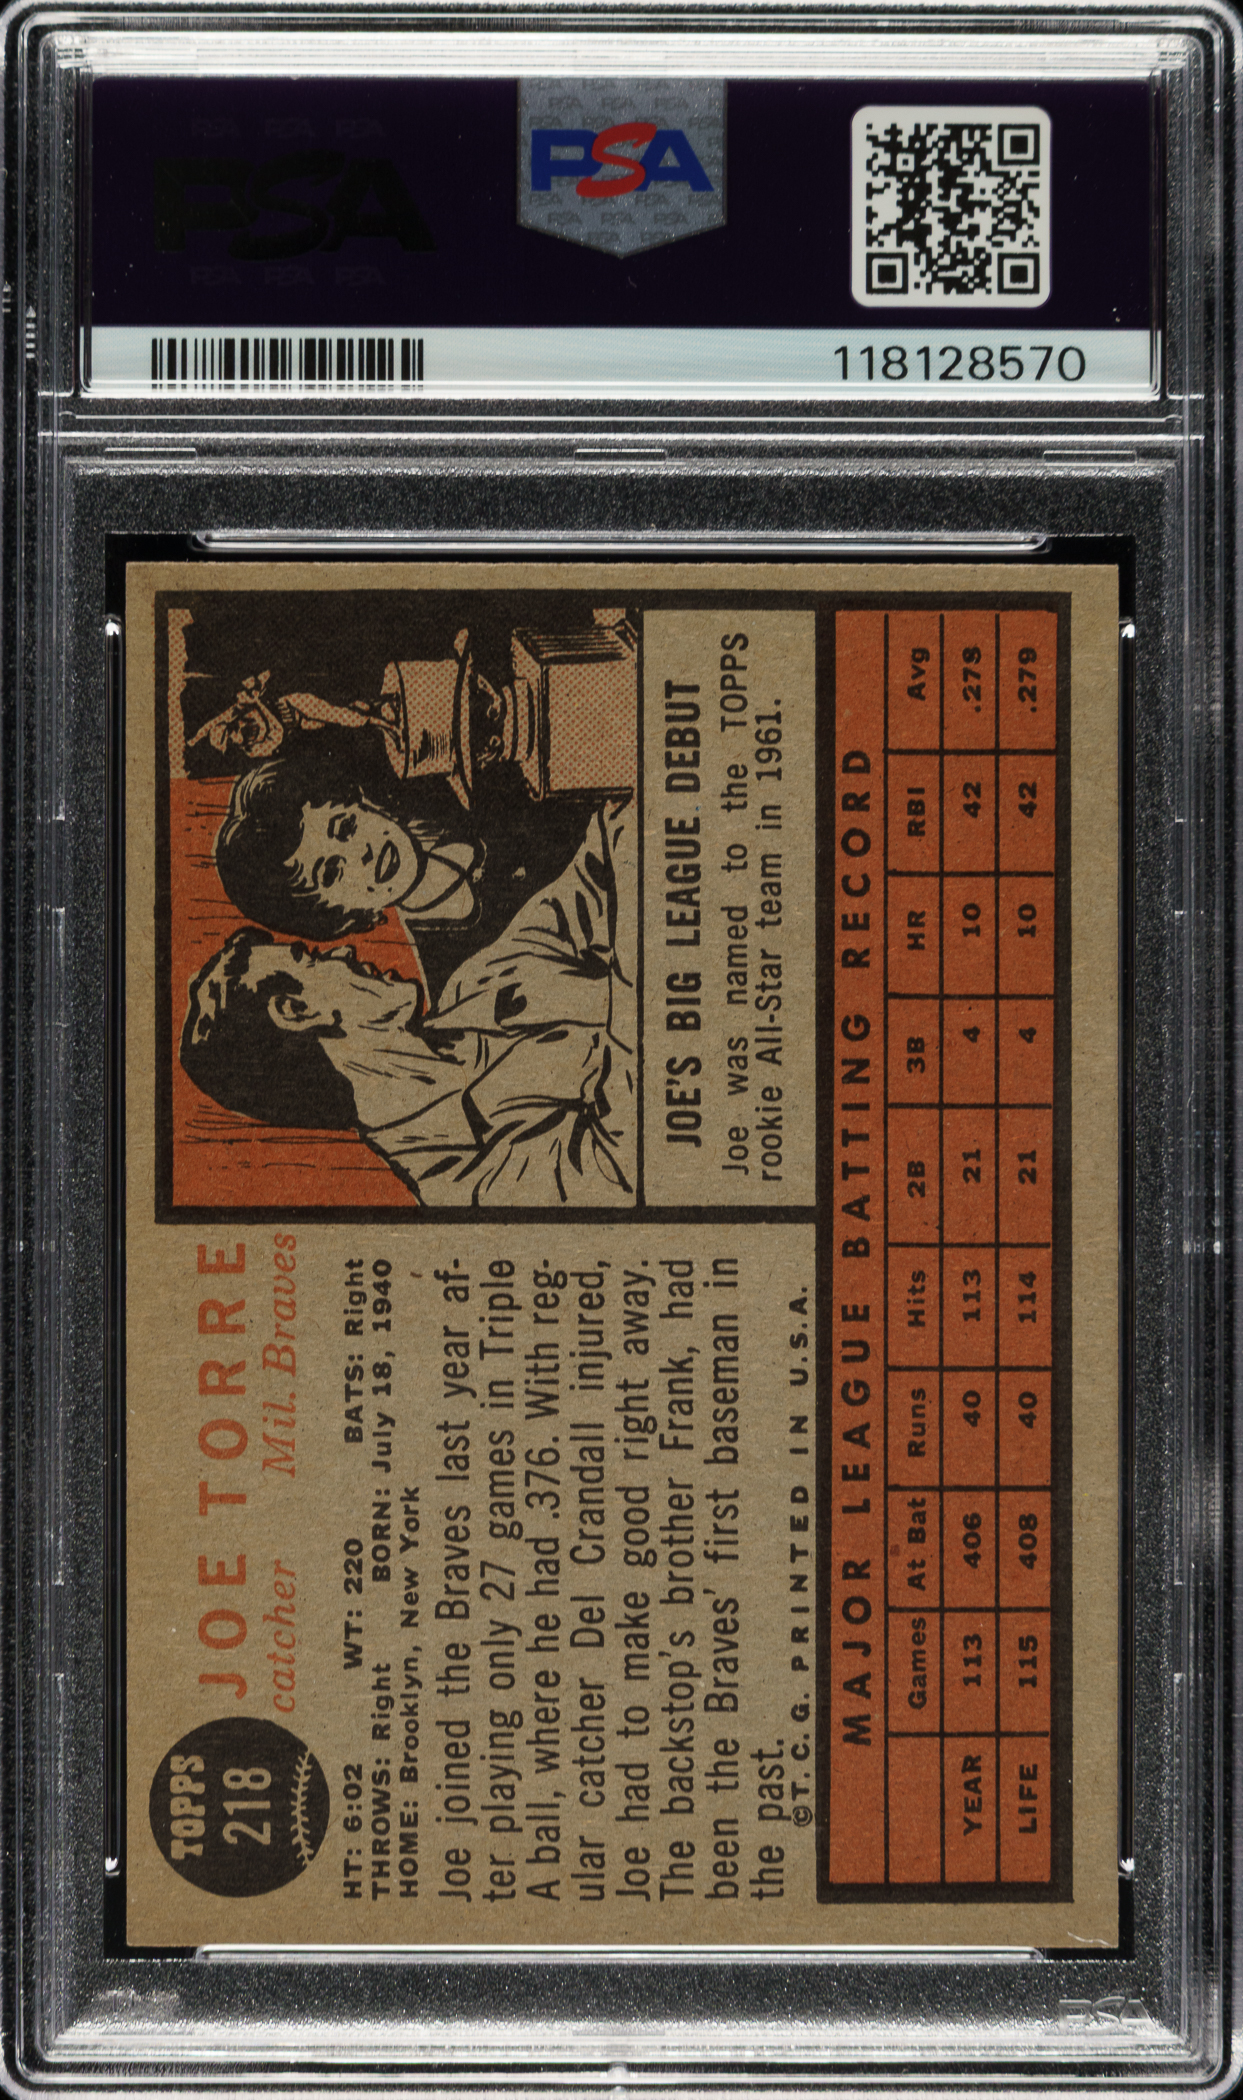 PSA
PSA
118128570
TOPPS
218
JOE TORRE
catcher Mil. Braves
HT: 6:02 WT: 220 BATS: Right
THROWS: Right BORN: July 18, 1940
HOME: Brooklyn, New York
Joe joined the Braves last year af-
ter playing only 27 games in Triple
A ball, where he had .376. With reg-
ular catcher Del Crandall injured,
Joe had to make good right away.
The backstop's brother Frank, had
been the Braves' first baseman in
the past.
©T. C. G. PRINTED IN U.S.A.
JOE'S BIG LEAGUE DEBUT
Joe was named to the TOPPS
rookie All-Star team in 1961.
MAJOR LEAGUE BATTING RECORD
Games At Bat Runs Hits 2B 3B HR RBI Avg
YEAR 113 406 40 113 21 4 10 42 .278
LIFE 115 408 40 114 21 4 10 42 .279
PSA